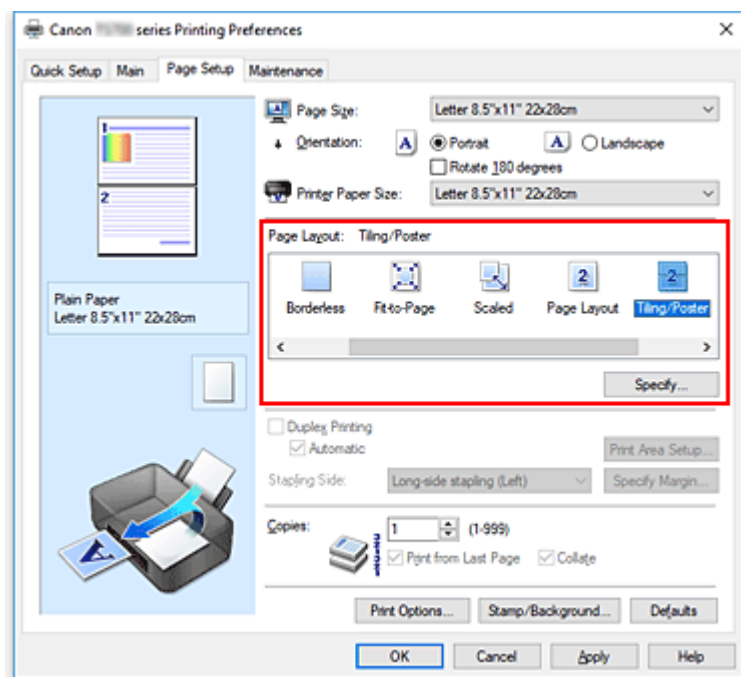 Canon series Printing Preferences
Quick Setup Main Page Setup Maintenance
1
2
Plain Paper
Letter 8.5"x11" 22x28cm
A
Page Size: Letter 8.5"x11" 22x28cm
Orientation: A Portrait A Landscape
Rotate 180 degrees
Printer Paper Size: Letter 8.5"x11" 22x28cm
Page Layout: Tiling/Poster
2 2
Borderless Fit-to-Page Scaled Page Layout Tiling/Poster
Specify...
Duplex Printing
Automatic Print Area Setup...
Stapling Side: Long-side stapling (Left) Specify Margin...
Copies: 1 (1-999)
Print from Last Page Collate
Print Options... Stamp/Background... Defaults
OK Cancel Apply Help